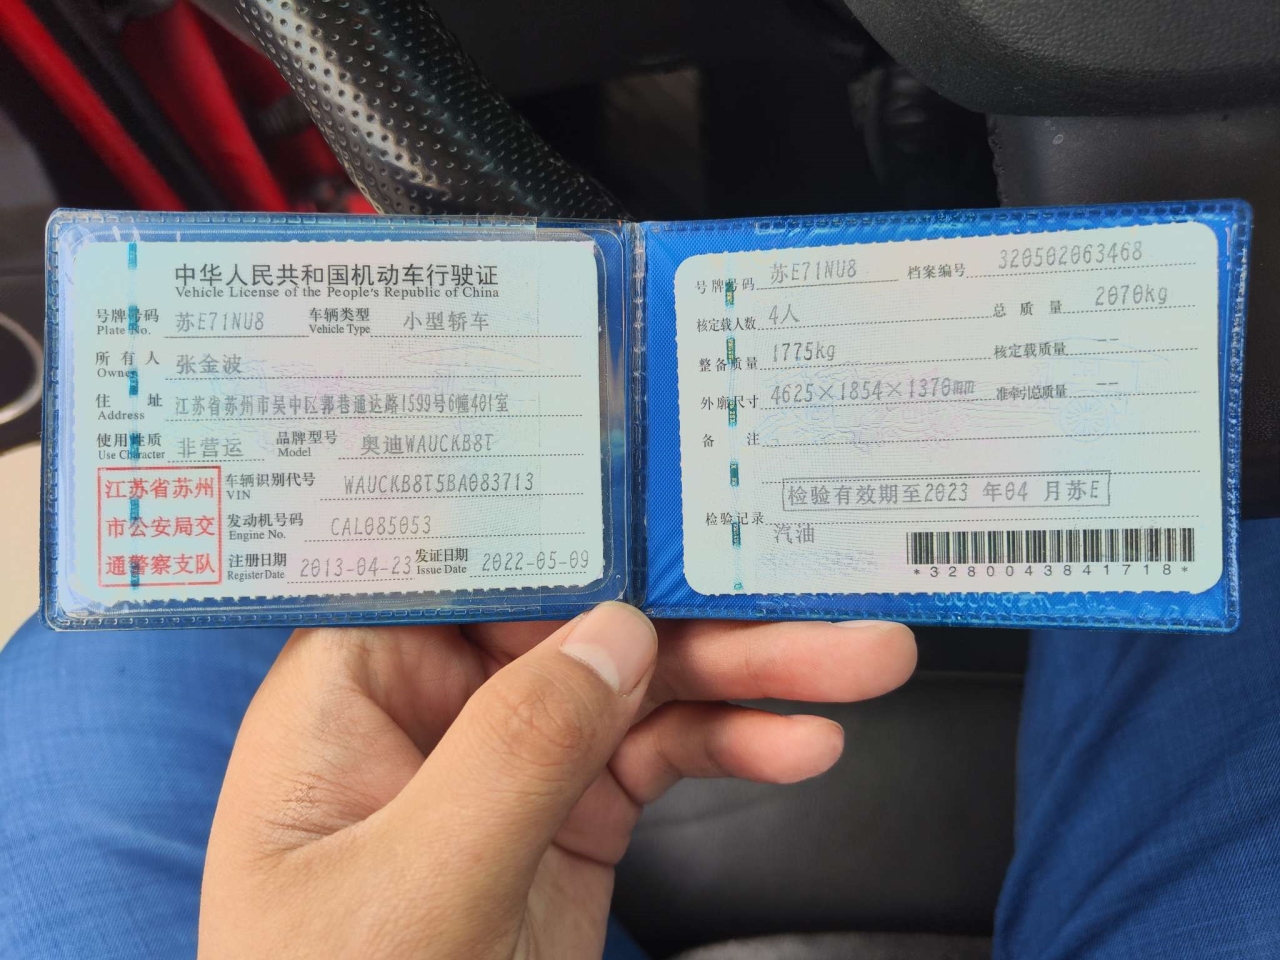 中华人民共和国机动车行驶证
Vehicle License of the People's Republic of China
号牌号码 苏E71NU8 车辆类型 小型轿车
Plate No. Vehicle Type
所有人 张金波
Owner
住址 江苏省苏州市吴中区郭巷通达路1599号6幢401室
Address
使用性质 非营运 品牌型号 奥迪WAUCKB8T
Use Character Model
江苏省苏州
市公安局交
通警察支队
车辆识别代号 WAUCKB8T5BA083713
VIN
发动机号码 CAL085053
Engine No.
注册日期 2013-04-23 发证日期 2022-05-09
Register Date Issue Date
号牌号码 苏E71NU8 档案编号 320502063468
核定载人数 4人 总质量 2070kg
整备质量 1775kg 核定载质量 --
外廓尺寸 4625×1854×1370mm 准牵引总质量 --
备注
检验有效期至2023 年04 月苏E
检验记录
汽油
*3280043841718*